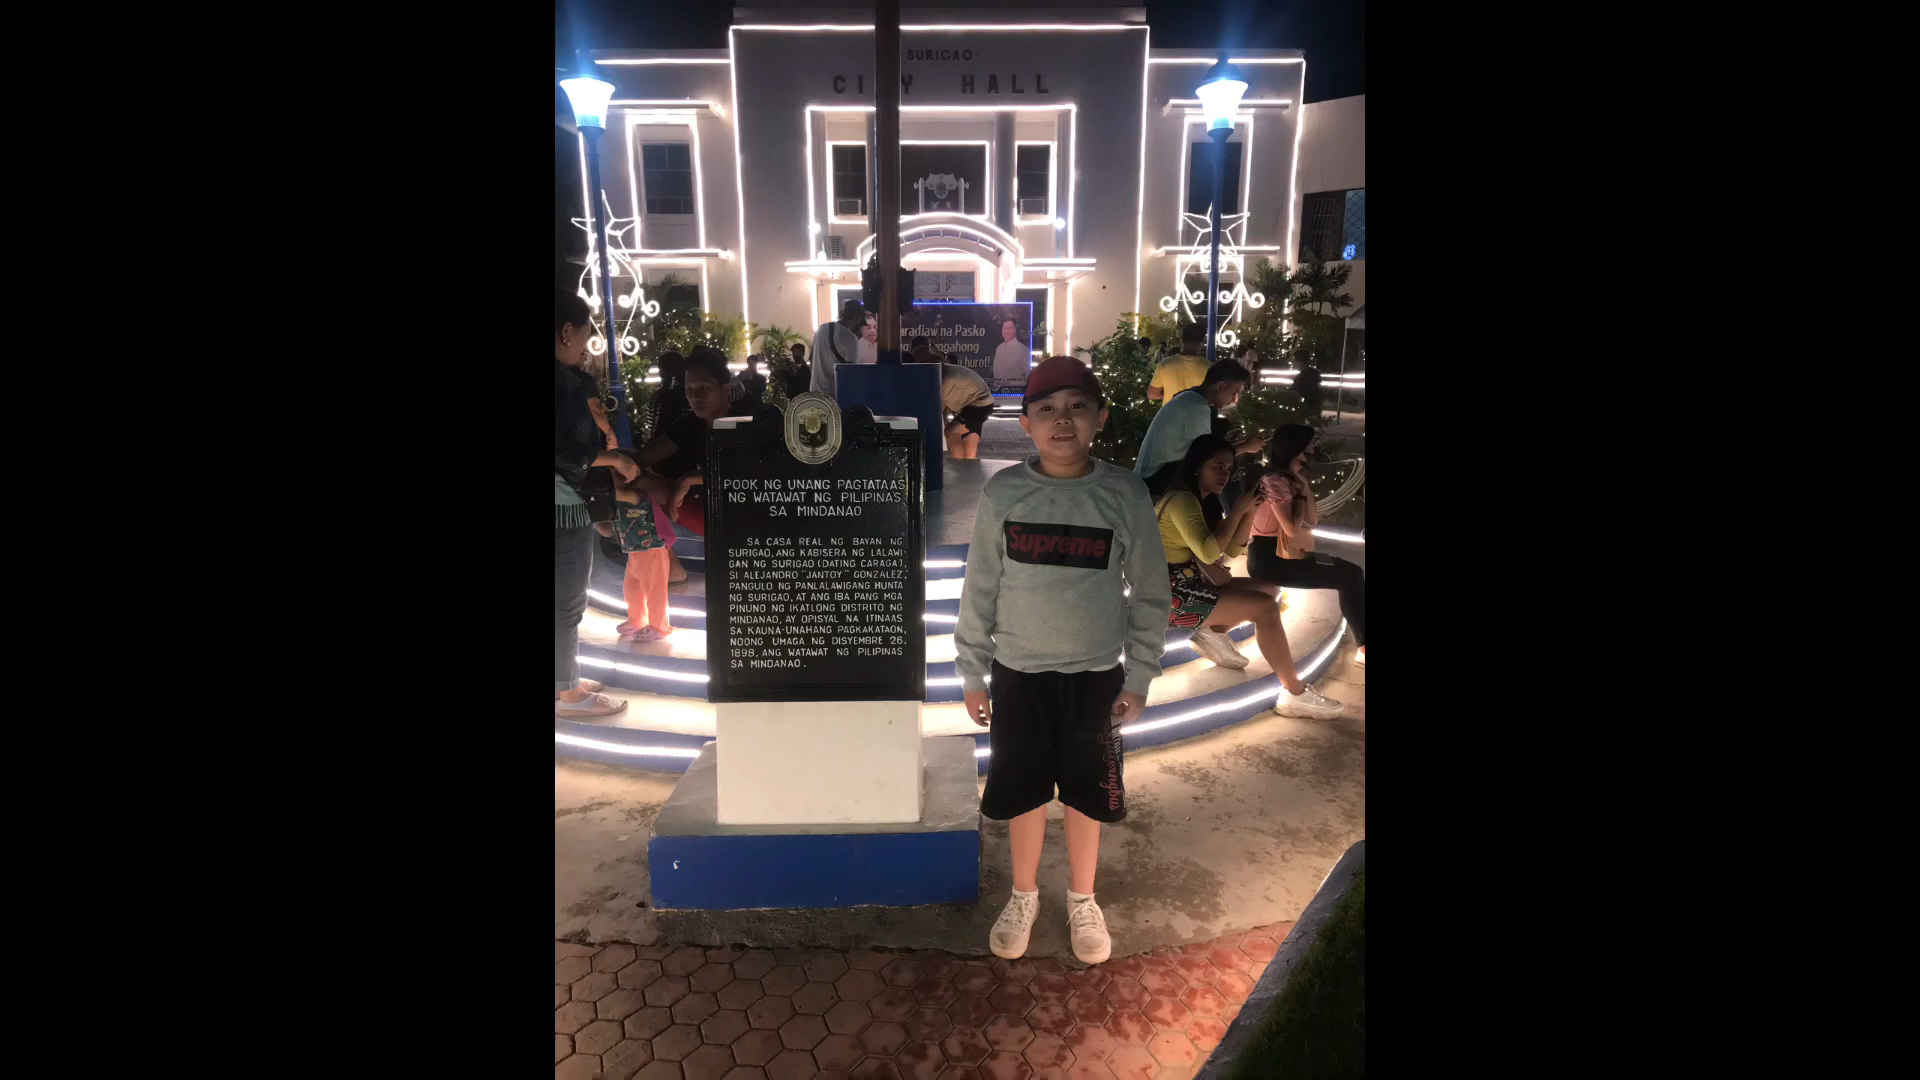 SURIGAO
CITY HALL
na Pasko
POOK NG UNANG PAGTATAAS
NG WATAWAT NG PILIPINAS
SA MINDANAO
SA CASA REAL NG BAYAN NG
SURIGAO, ANG KABISERA NG LALAWI-
GAN NG SURIGAO (DATING CARAGA),
SI ALEJANDRO "JANTOY" GONZALEZ,
PANGULO NG PANLALAWIGANG HUNTA
NG SURIGAO, AT ANG IBA PANG MGA
PINUNO NG IKATLONG DISTRITO NG
MINDANAO, AY OPISYAL NA ITINAAS
SA KAUNA-UNAHANG PAGKAKATAON,
NOONG UMAGA NG DISYEMBRE 26,
1898, ANG WATAWAT NG PILIPINAS
SA MINDANAO.
Supreme